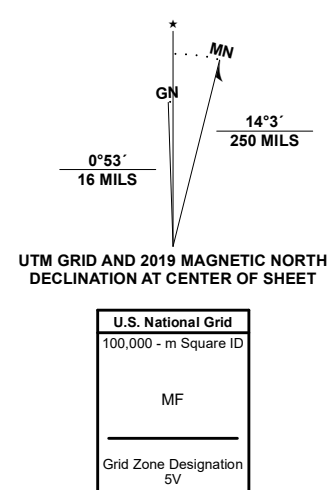 ★
MN
GN
14°3´
250 MILS
0°53´
16 MILS
UTM GRID AND 2019 MAGNETIC NORTH
DECLINATION AT CENTER OF SHEET
U.S. National Grid
100,000 - m Square ID
MF
Grid Zone Designation
5V